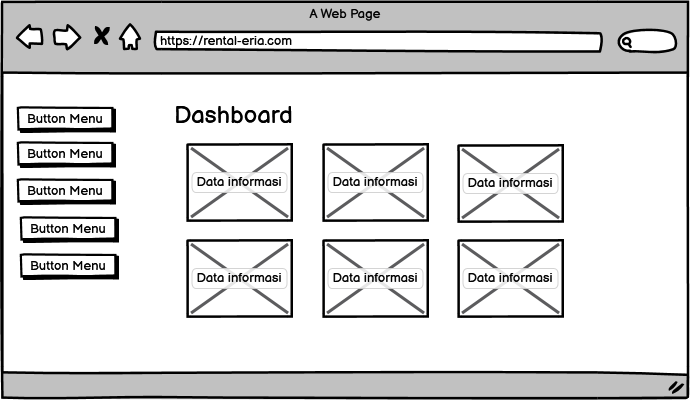 A Web Page
https://rental-eria.com
Button Menu
Button Menu
Button Menu
Button Menu
Button Menu
Dashboard
Data informasi
Data informasi
Data informasi
Data informasi
Data informasi
Data informasi